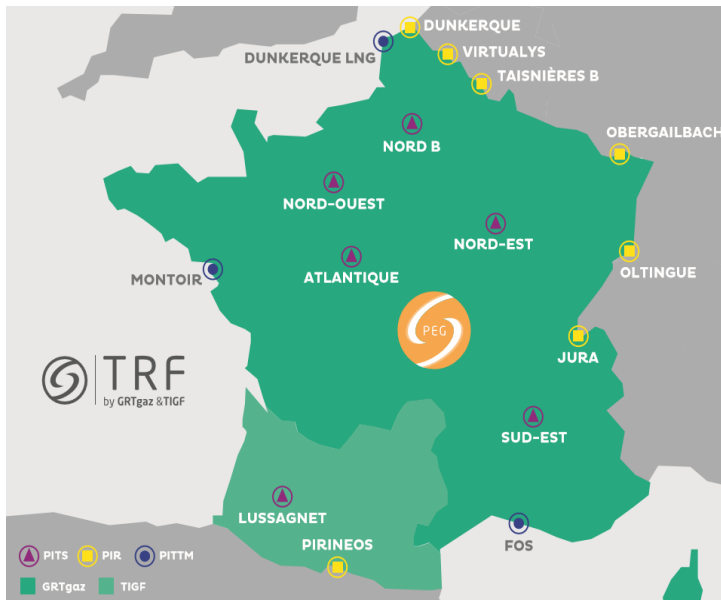 DUNKERQUE
DUNKERQUE LNG
VIRTUALYS
TAISNIÈRES B
OBERGAILBACH
NORD B
NORD-OUEST
NORD-EST
ATLANTIQUE
OLTINGUE
MONTOIR
PEG
JURA
TRF
by GRTgaz &TIGF
SUD-EST
LUSSAGNET
PIRINEOS
FOS
PITS PIR PITTM
GRTgaz TIGF